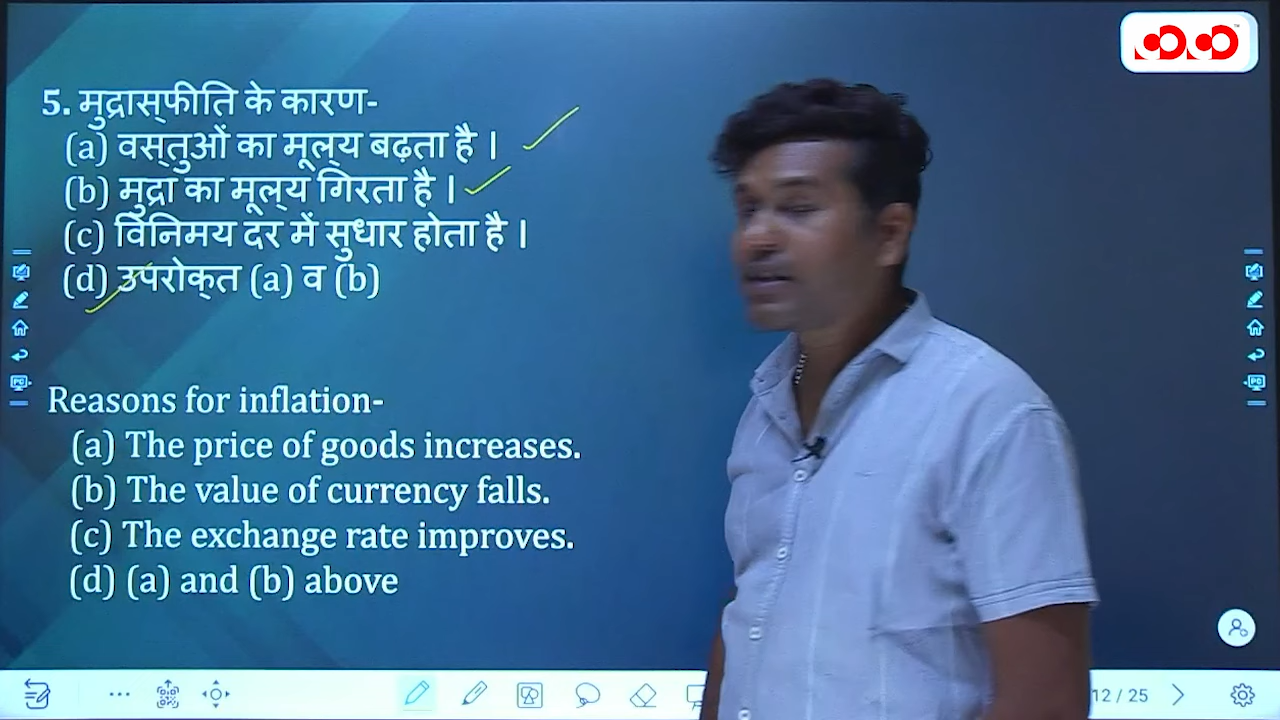 5. मुद्रास्फीति के कारण-
(a) वस्तुओं का मूल्य बढ़ता है ।
(b) मुद्रा का मूल्य गिरता है ।
(c) विनिमय दर में सुधार होता है ।
(d) उपरोक्त (a) व (b)
Reasons for inflation-
(a) The price of goods increases.
(b) The value of currency falls.
(c) The exchange rate improves.
(d) (a) and (b) above
12 / 25